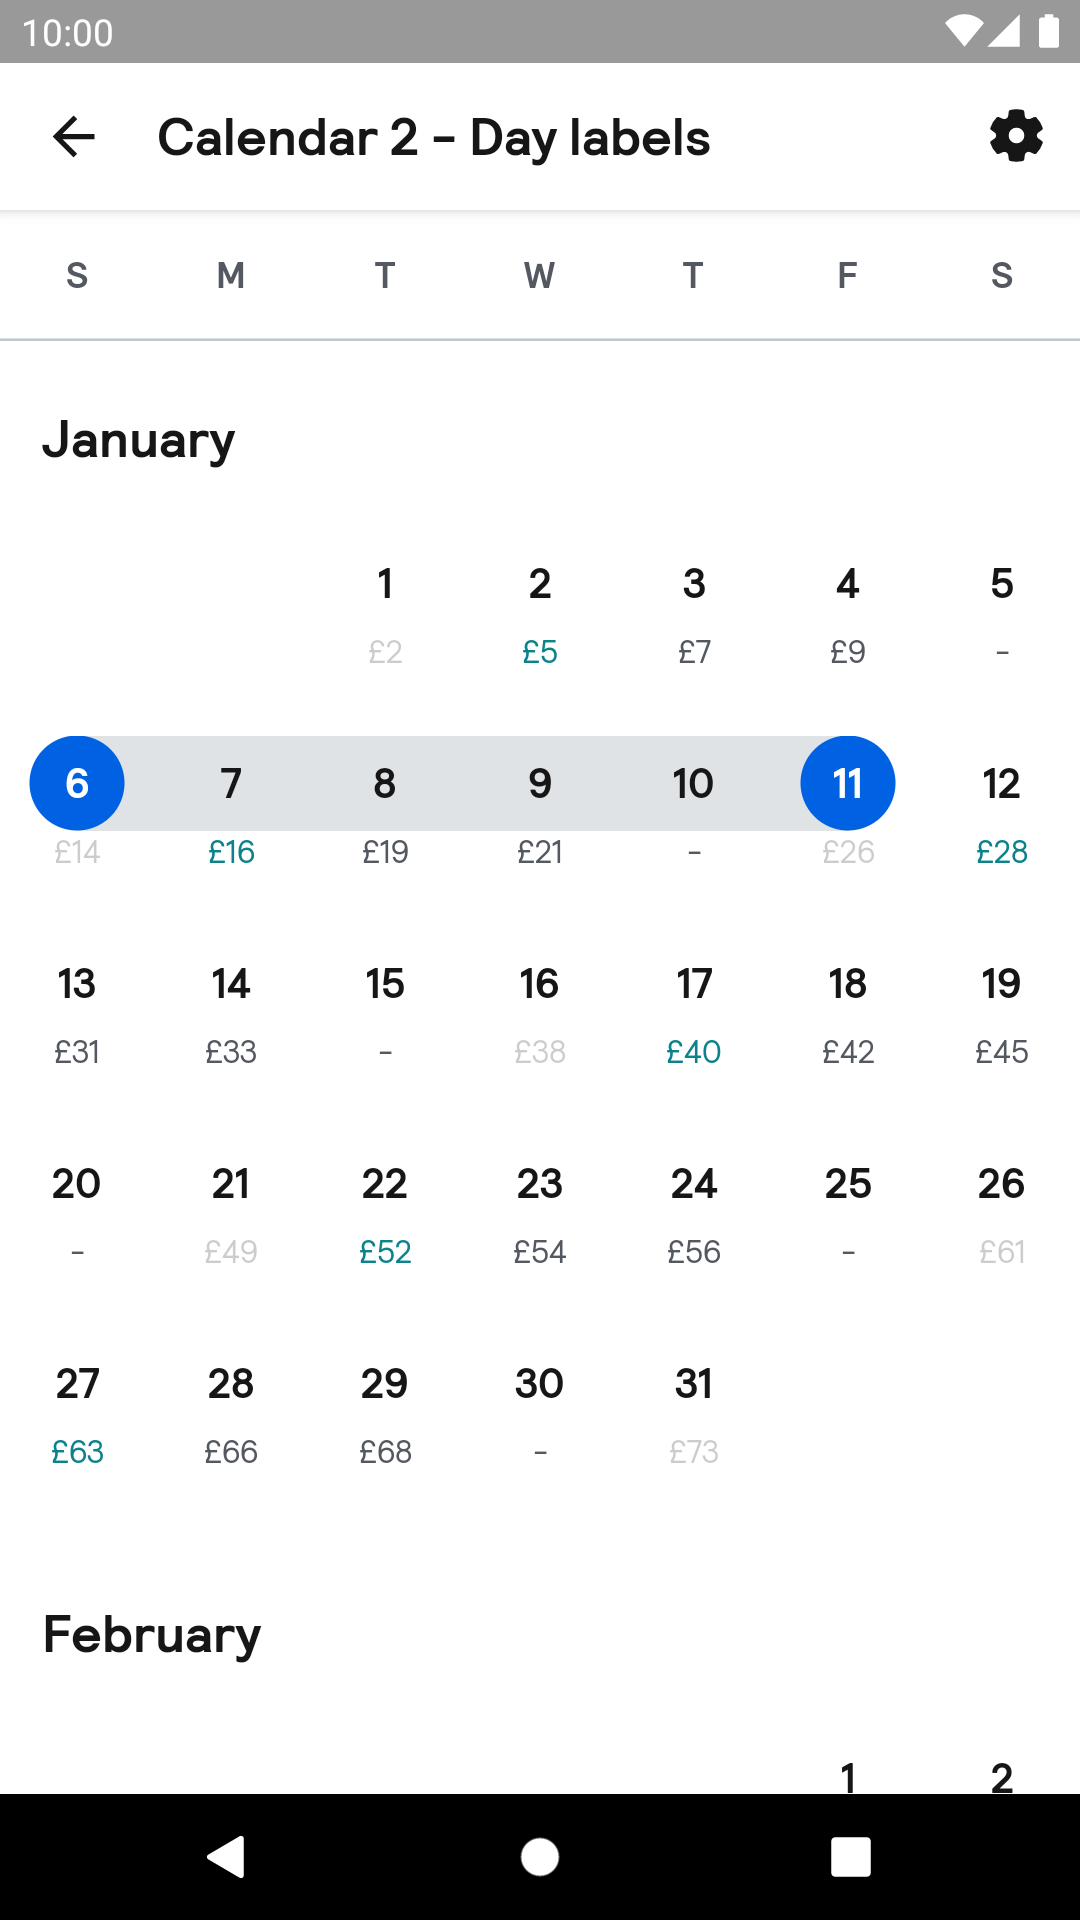 10:00
Calendar 2 - Day labels
S M T W T F S
January
1 2 3 4 5
£2 £5 £7 £9 -
6 7 8 9 10 11 12
£14 £16 £19 £21 - £26 £28
13 14 15 16 17 18 19
£31 £33 - £38 £40 £42 £45
20 21 22 23 24 25 26
- £49 £52 £54 £56 - £61
27 28 29 30 31
£63 £66 £68 - £73
February
1 2